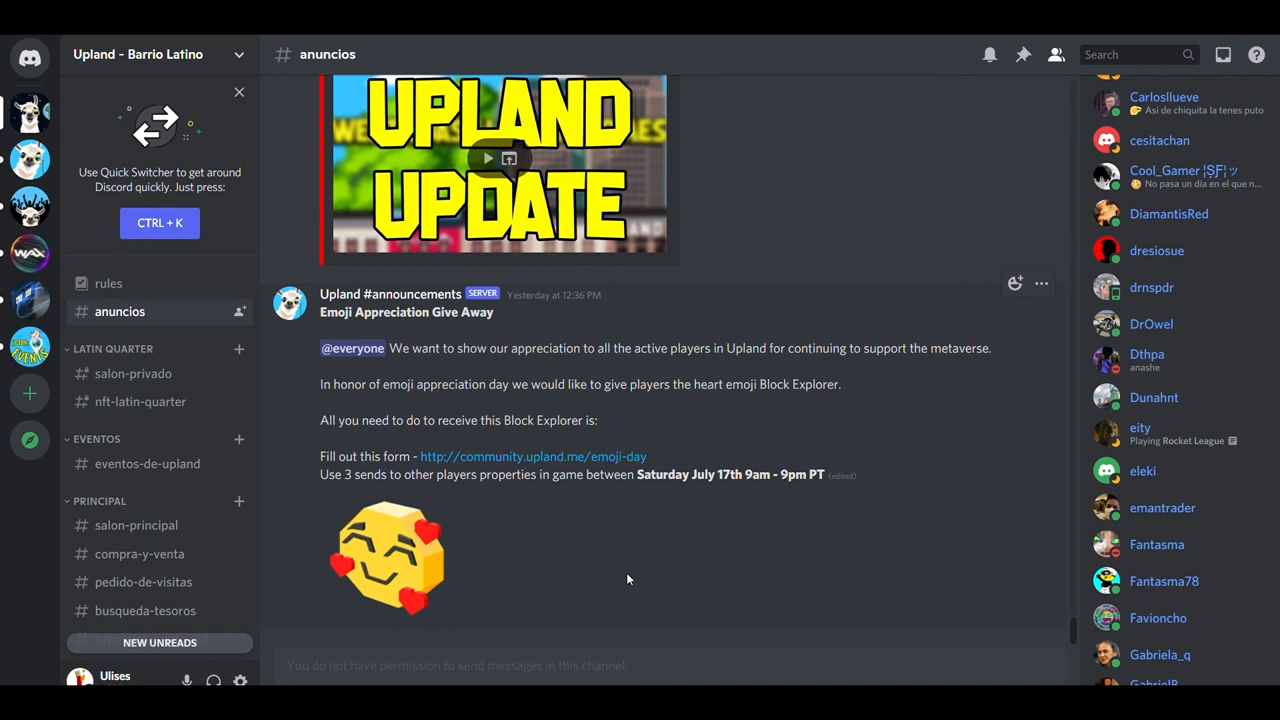 Upland - Barrio Latino
Use Quick Switcher to get around
Discord quickly. Just press:
CTRL + K
rules
# anuncios
LATIN QUARTER
# salon-privado
# nft-latin-quarter
EVENTOS
# eventos-de-upland
PRINCIPAL
# salon-principal
# compra-y-venta
# pedido-de-visitas
# busqueda-tesoros
NEW UNREADS
Ulises
WAX
EVENTS
# anuncios
Search
UPLAND
UPDATE
Upland #announcements SERVER Yesterday at 12:36 PM
Emoji Appreciation Give Away
@everyone We want to show our appreciation to all the active players in Upland for continuing to support the metaverse.
In honor of emoji appreciation day we would like to give players the heart emoji Block Explorer.
All you need to do to receive this Block Explorer is:
Fill out this form - http://community.upland.me/emoji-day
Use 3 sends to other players properties in game between Saturday July 17th 9am - 9pm PT (edited)
You do not have permission to send messages in this channel.
Carlosllueve
Asi de chiquita la tenes puto
cesitachan
Cool_Gamer ¦ŞƑ¦ ッ
No pasa un día en el que n...
DiamantisRed
dresiosue
drnspdr
DrOwel
Dthpa
anashe
Dunahnt
eity
Playing Rocket League
eleki
emantrader
Fantasma
Fantasma78
Favioncho
Gabriela_q
GabrielB